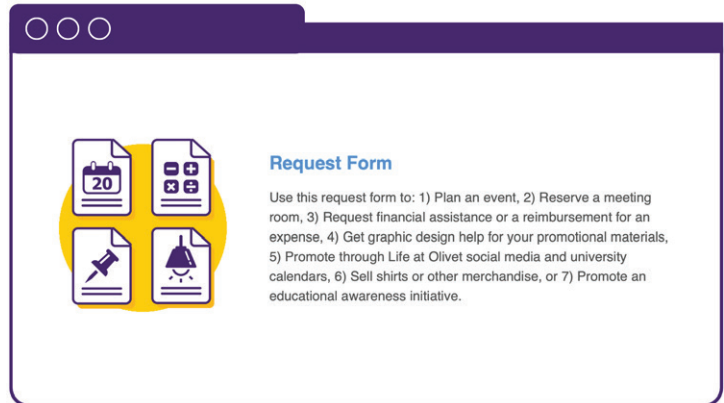 20
Request Form
Use this request form to: 1) Plan an event, 2) Reserve a meeting
room, 3) Request financial assistance or a reimbursement for an
expense, 4) Get graphic design help for your promotional materials,
5) Promote through Life at Olivet social media and university
calendars, 6) Sell shirts or other merchandise, or 7) Promote an
educational awareness initiative.